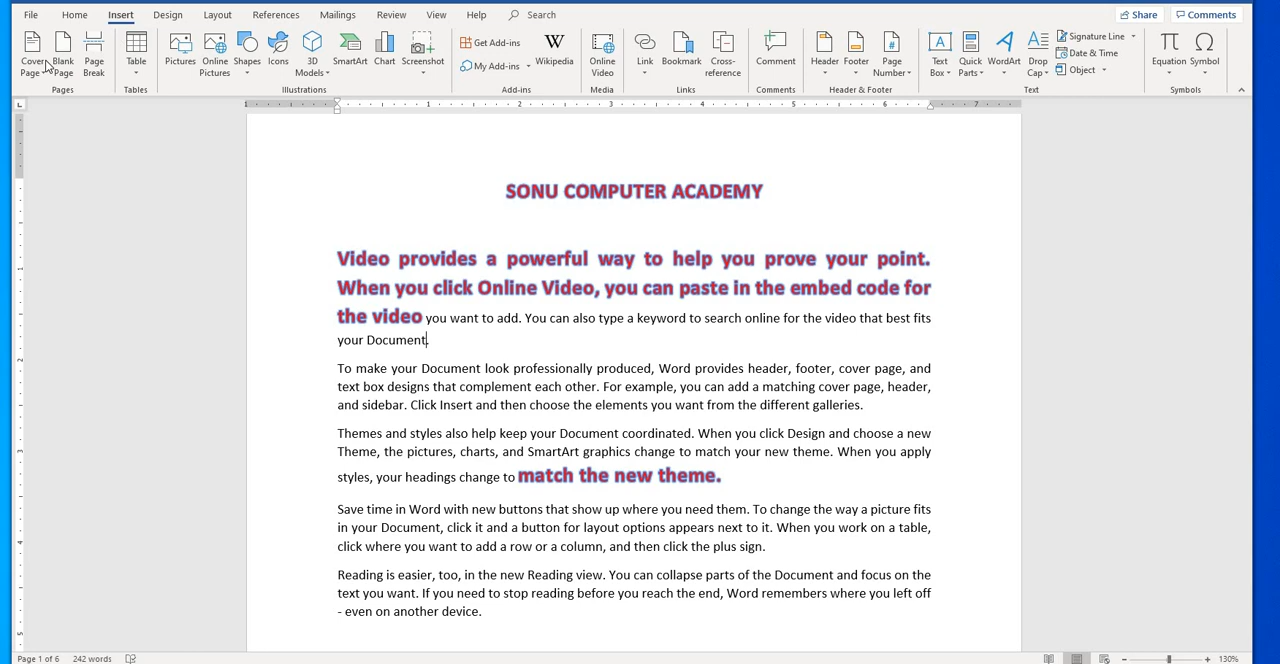 File Home Insert Design Layout References Mailings Review View Help Search Share Comments
Cover Page Blank Page Page Break Table Pictures Online Pictures Shapes Icons 3D Models SmartArt Chart Screenshot Get Add-ins My Add-ins Wikipedia Online Video Link Bookmark Cross-reference Comment Header Footer Page Number Text Box Quick Parts WordArt Drop Cap Signature Line Date & Time Object Equation Symbol
Pages Tables Illustrations Add-ins Media Links Comments Header & Footer Text Symbols
1 1 2 3 4 5 6 7
SONU COMPUTER ACADEMY
Video provides a powerful way to help you prove your point.
When you click Online Video, you can paste in the embed code for
the video you want to add. You can also type a keyword to search online for the video that best fits
your Document.
To make your Document look professionally produced, Word provides header, footer, cover page, and
text box designs that complement each other. For example, you can add a matching cover page, header,
and sidebar. Click Insert and then choose the elements you want from the different galleries.
Themes and styles also help keep your Document coordinated. When you click Design and choose a new
Theme, the pictures, charts, and SmartArt graphics change to match your new theme. When you apply
styles, your headings change to match the new theme.
Save time in Word with new buttons that show up where you need them. To change the way a picture fits
in your Document, click it and a button for layout options appears next to it. When you work on a table,
click where you want to add a row or a column, and then click the plus sign.
Reading is easier, too, in the new Reading view. You can collapse parts of the Document and focus on the
text you want. If you need to stop reading before you reach the end, Word remembers where you left off
- even on another device.
Page 1 of 6 242 words 130%